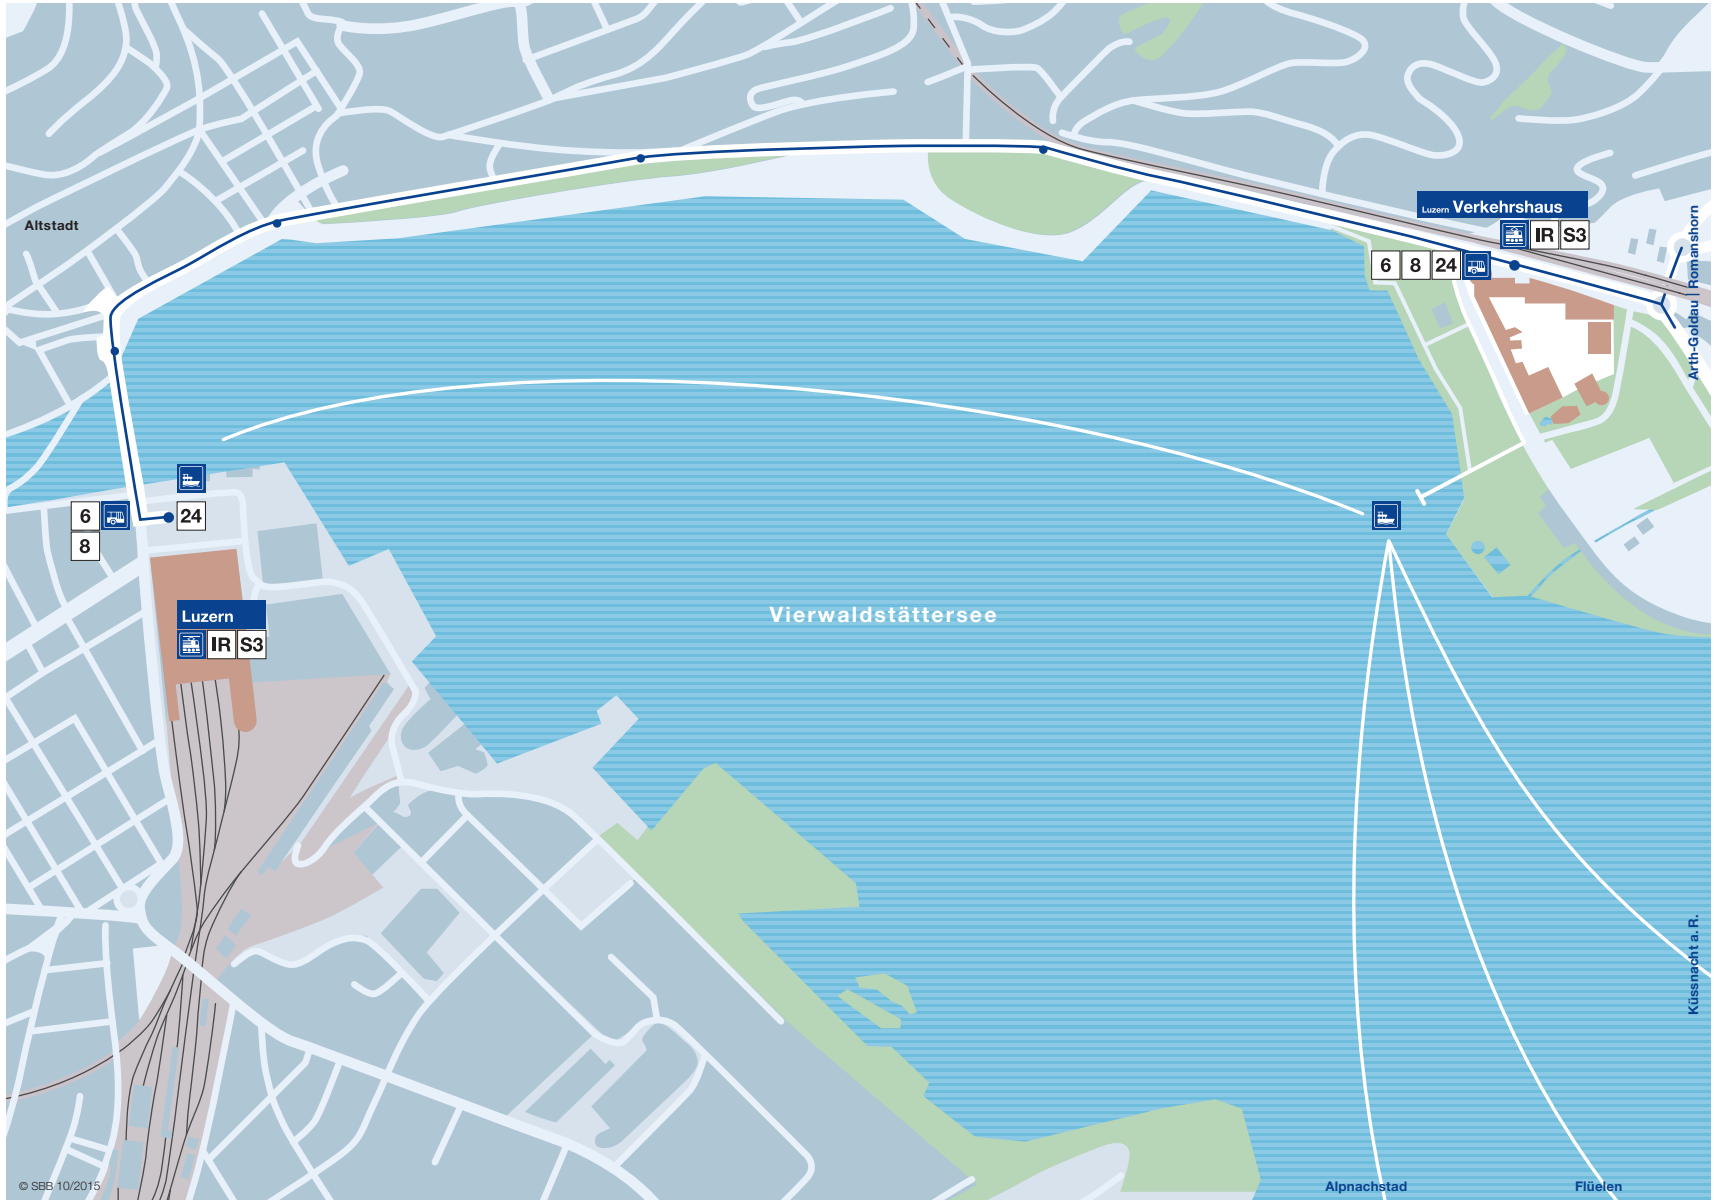 Altstadt
Luzern Verkehrshaus
IR S3
6 8 24
Arth-Goldau | Romanshorn
6
24
8
Luzern
IR S3
Vierwaldstättersee
Küssnacht a. R.
Alpnachstad
Flüelen
© SBB 10/2015